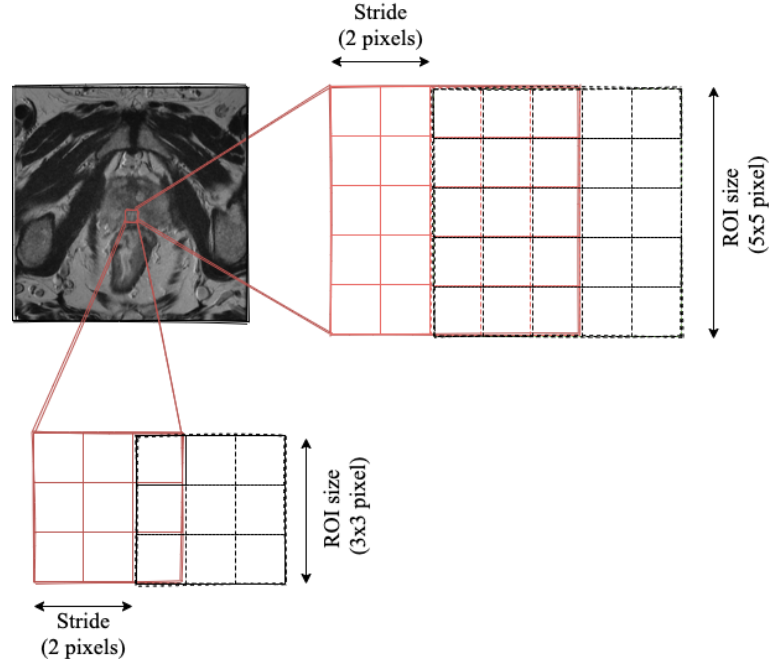 Stride
(2 pixels)
ROI size
(5x5 pixel)
ROI size
(3x3 pixel)
Stride
(2 pixels)